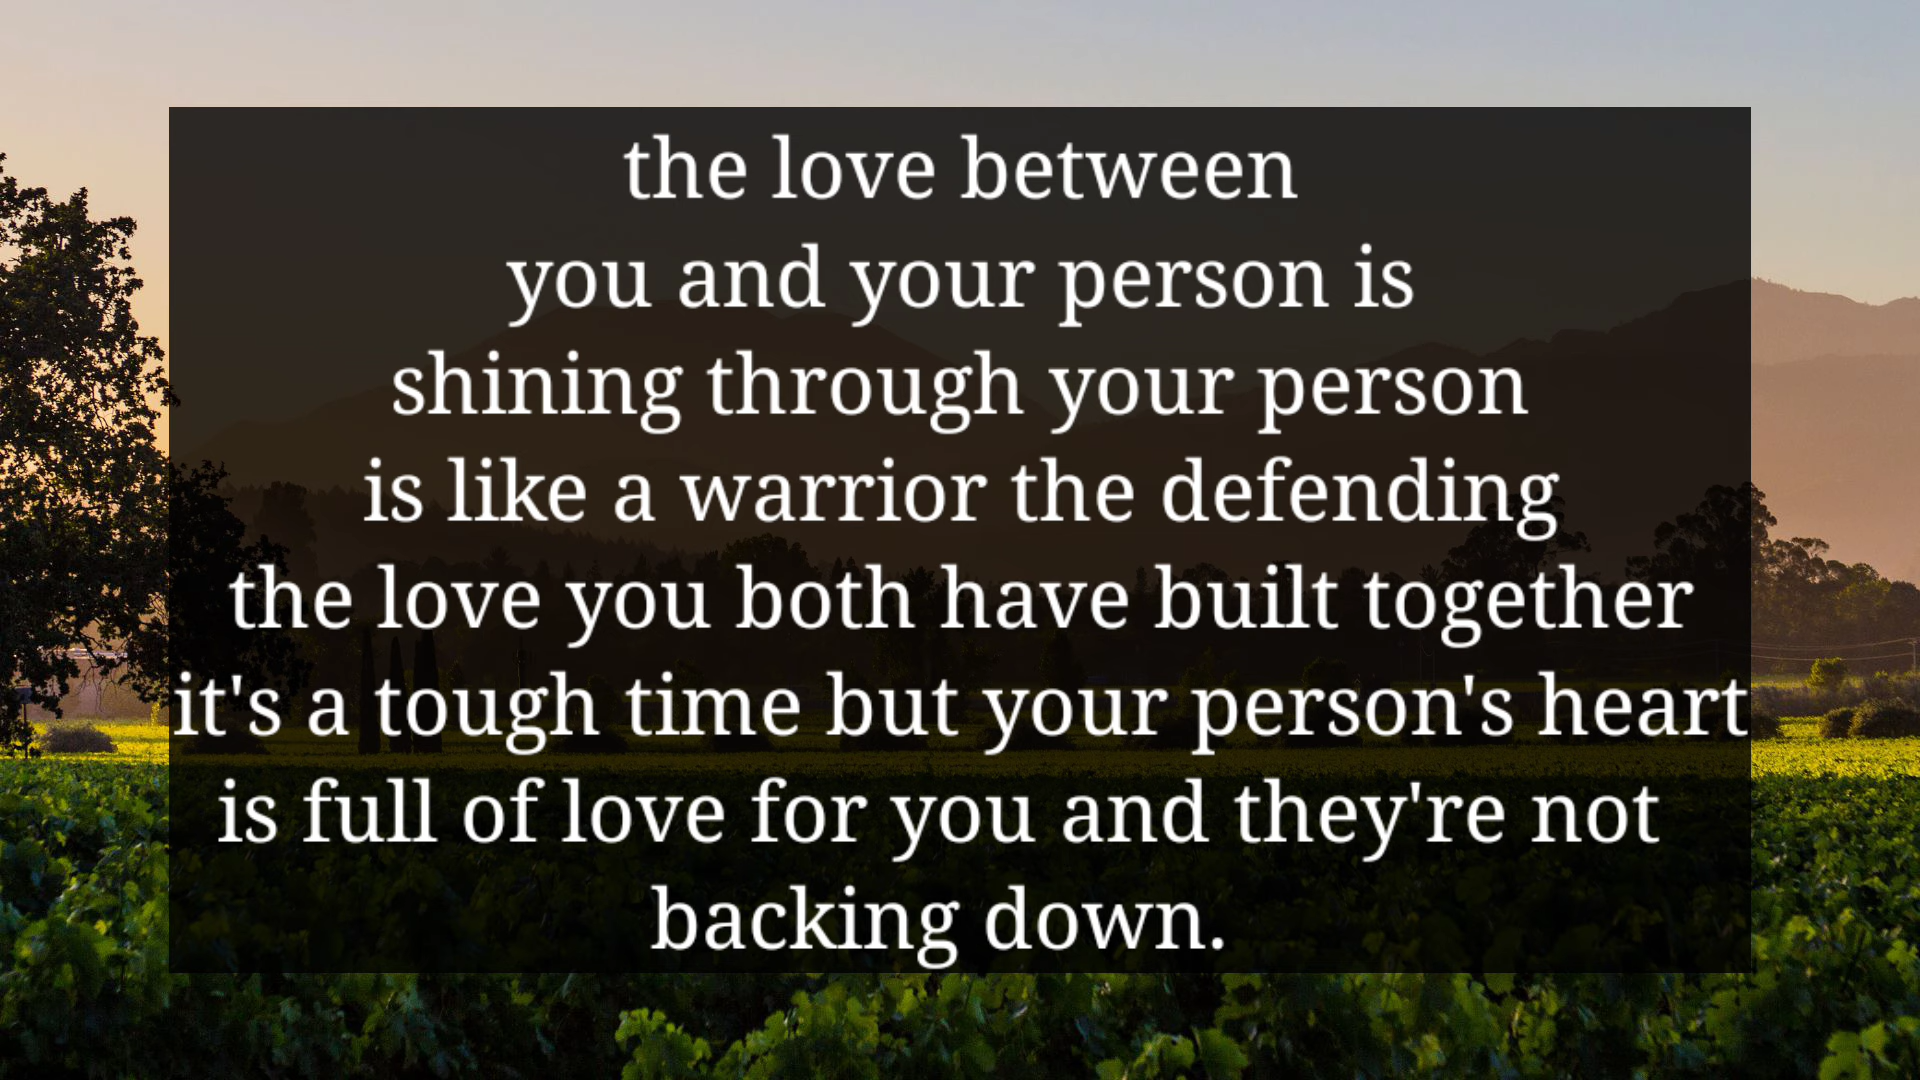 the love between
you and your person is
shining through your person
is like a warrior the defending
the love you both have built together
it's a tough time but your person's heart
is full of love for you and they're not
backing down.